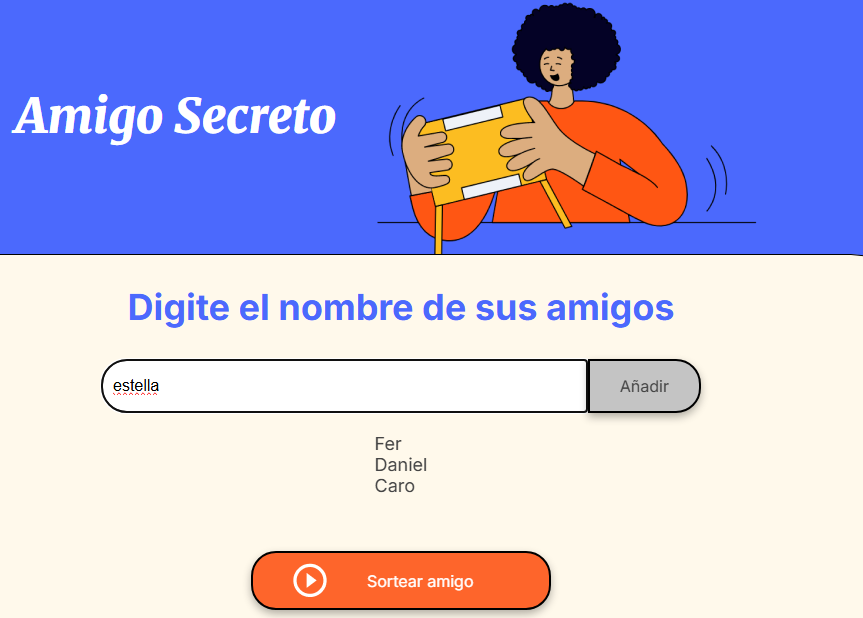 Amigo Secreto
Digite el nombre de sus amigos
estella
Añadir
Fer
Daniel
Caro
Sortear amigo